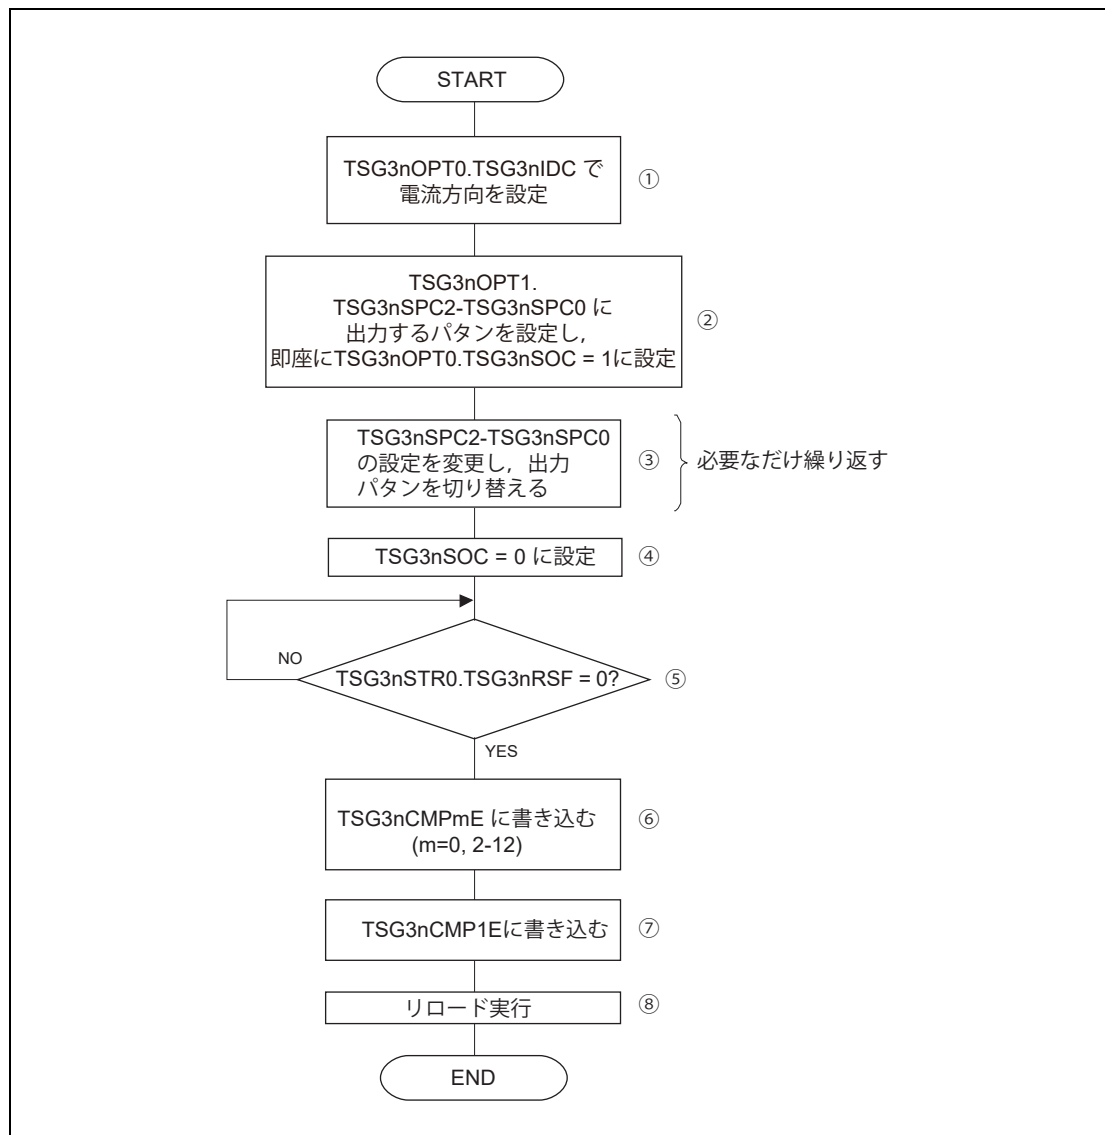 START
TSG3nOPT0.TSG3nIDC で
電流方向を設定
①
TSG3nOPT1.
TSG3nSPC2-TSG3nSPC0 に
出力するパタンを設定し,
即座にTSG3nOPT0.TSG3nSOC = 1に設定
②
TSG3nSPC2-TSG3nSPC0
の設定を変更し, 出力
パタンを切り替える
③
必要なだけ繰り返す
TSG3nSOC = 0 に設定
④
NO
TSG3nSTR0.TSG3nRSF = 0?
⑤
YES
TSG3nCMPmE に書き込む
(m=0, 2-12)
⑥
TSG3nCMP1Eに書き込む
⑦
リロード実行
⑧
END